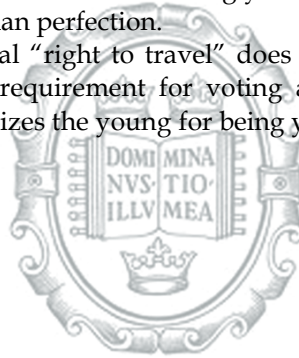 an perfection.
al “right to travel” does
requirement for voting a
izes the young for being y
DOMI MINA
NVS· TIO·
ILLV MEA